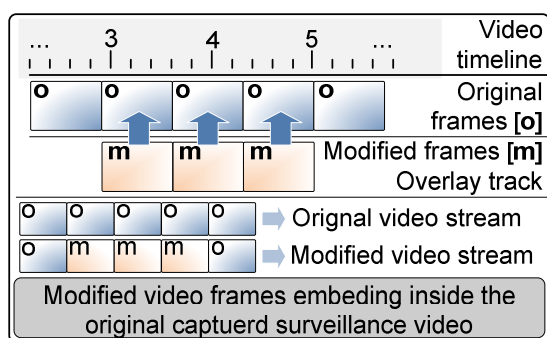 ... 3 4 5 ... Video
timeline
o o o o o Original
frames [o]
m m m Modified frames [m]
Overlay track
o o o o o Orignal video stream
o m m m o Modified video stream
Modified video frames embeding inside the
original captuerd surveillance video